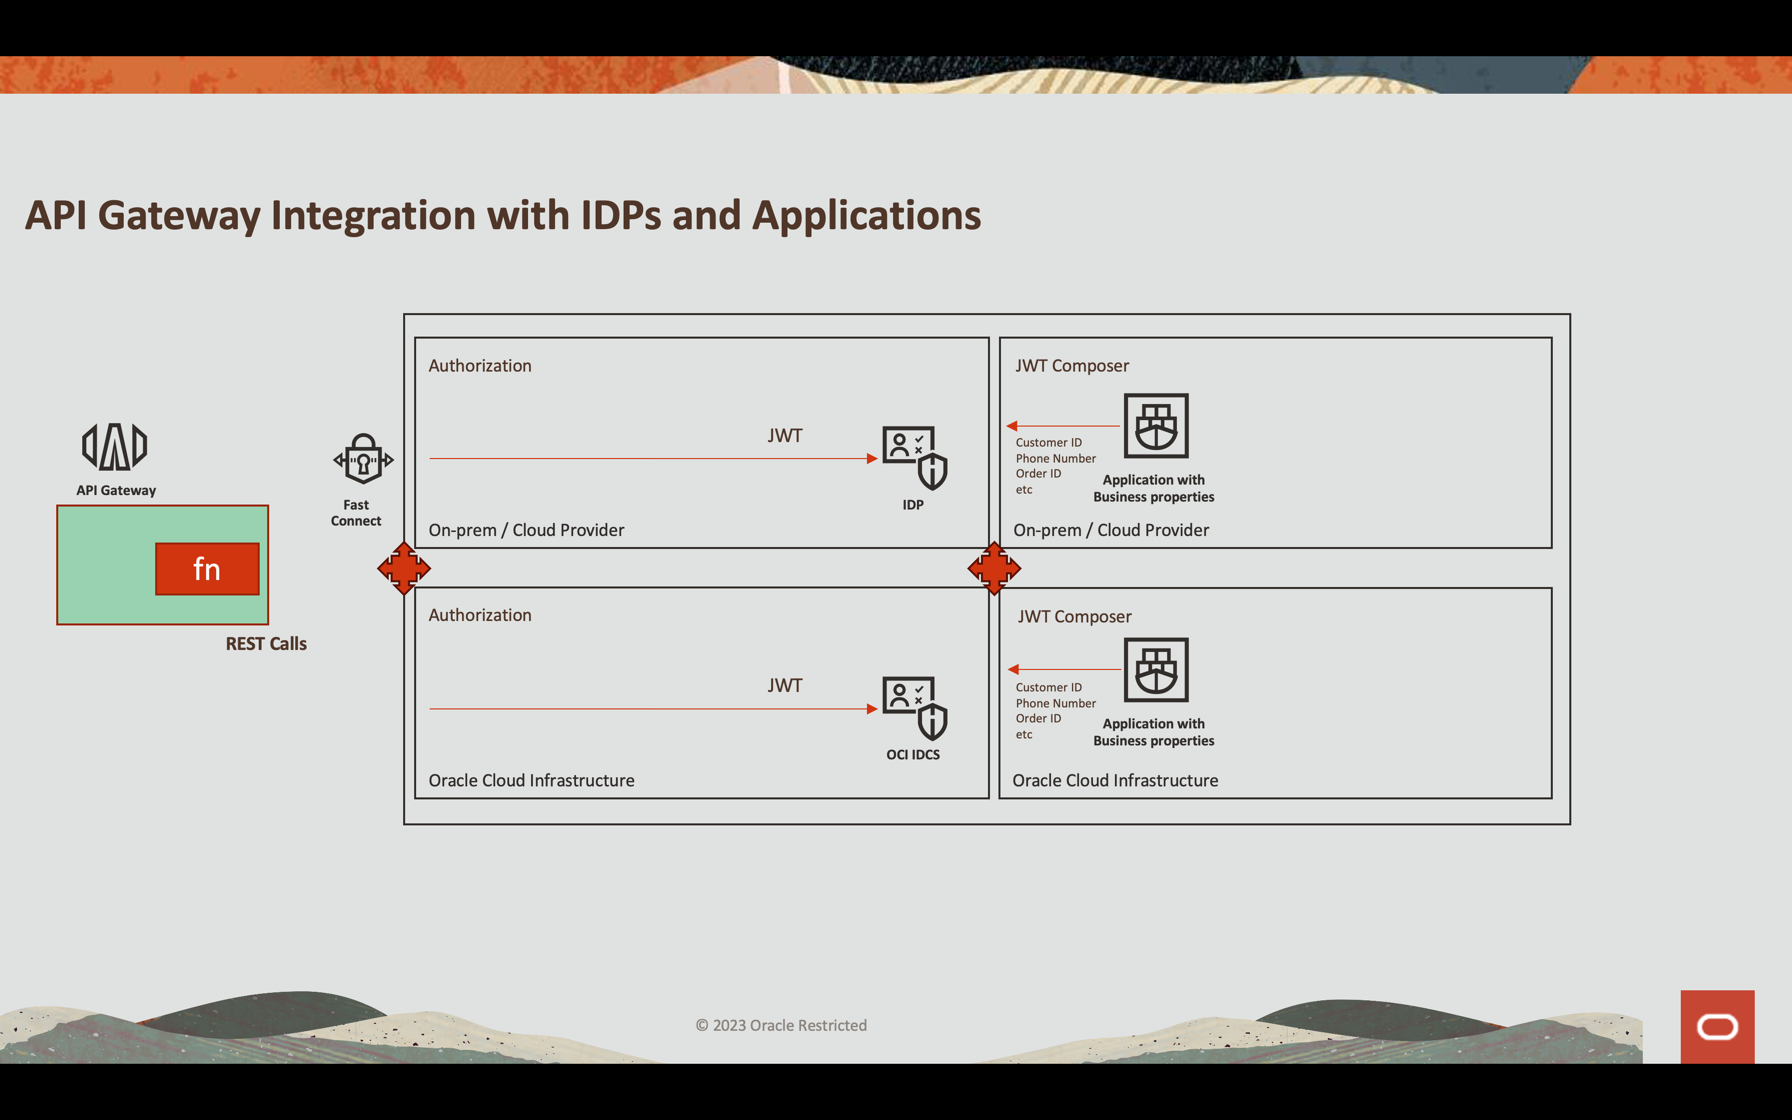 API Gateway Integration with IDPs and Applications
API Gateway
fn
REST Calls
Fast
Connect
Authorization
JWT
IDP
On-prem / Cloud Provider
JWT Composer
Customer ID
Phone Number
Order ID
etc
Application with
Business properties
On-prem / Cloud Provider
Authorization
JWT
OCI IDCS
Oracle Cloud Infrastructure
JWT Composer
Customer ID
Phone Number
Order ID
etc
Application with
Business properties
Oracle Cloud Infrastructure
© 2023 Oracle Restricted